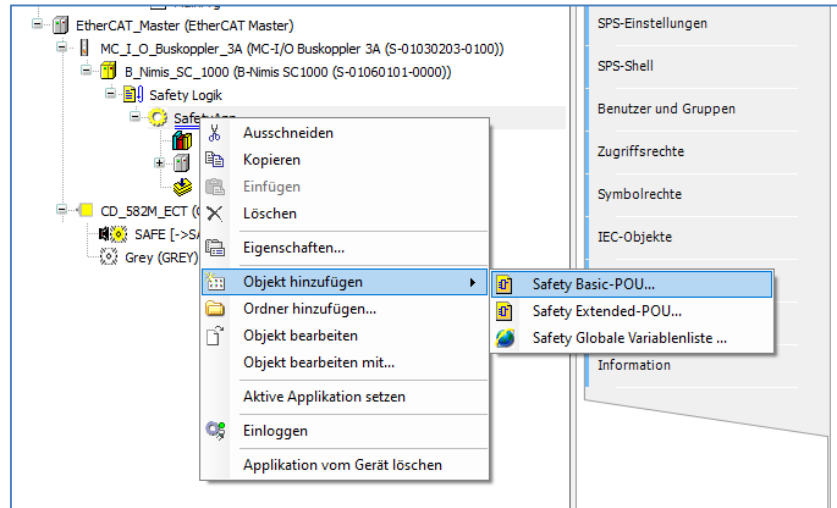 EtherCAT_Master (EtherCAT Master)
MC_I_O_Buskoppler_3A (MC-I/O Buskoppler 3A (S-01030203-0100))
B_Nimis_SC_1000 (B-Nimis SC1000 (S-01060101-0000))
Safety Logik
CD_582M_ECT (
SAFE [->SA
Grey (GREY)
Ausschneiden
Kopieren
Einfügen
Löschen
Eigenschaften...
Objekt hinzufügen
Ordner hinzufügen...
Objekt bearbeiten
Objekt bearbeiten mit...
Aktive Applikation setzen
Einloggen
Applikation vom Gerät löschen
Safety Basic-POU...
Safety Extended-POU...
Safety Globale Variablenliste ...
SPS-Einstellungen
SPS-Shell
Benutzer und Gruppen
Zugriffsrechte
Symbolrechte
IEC-Objekte
Information